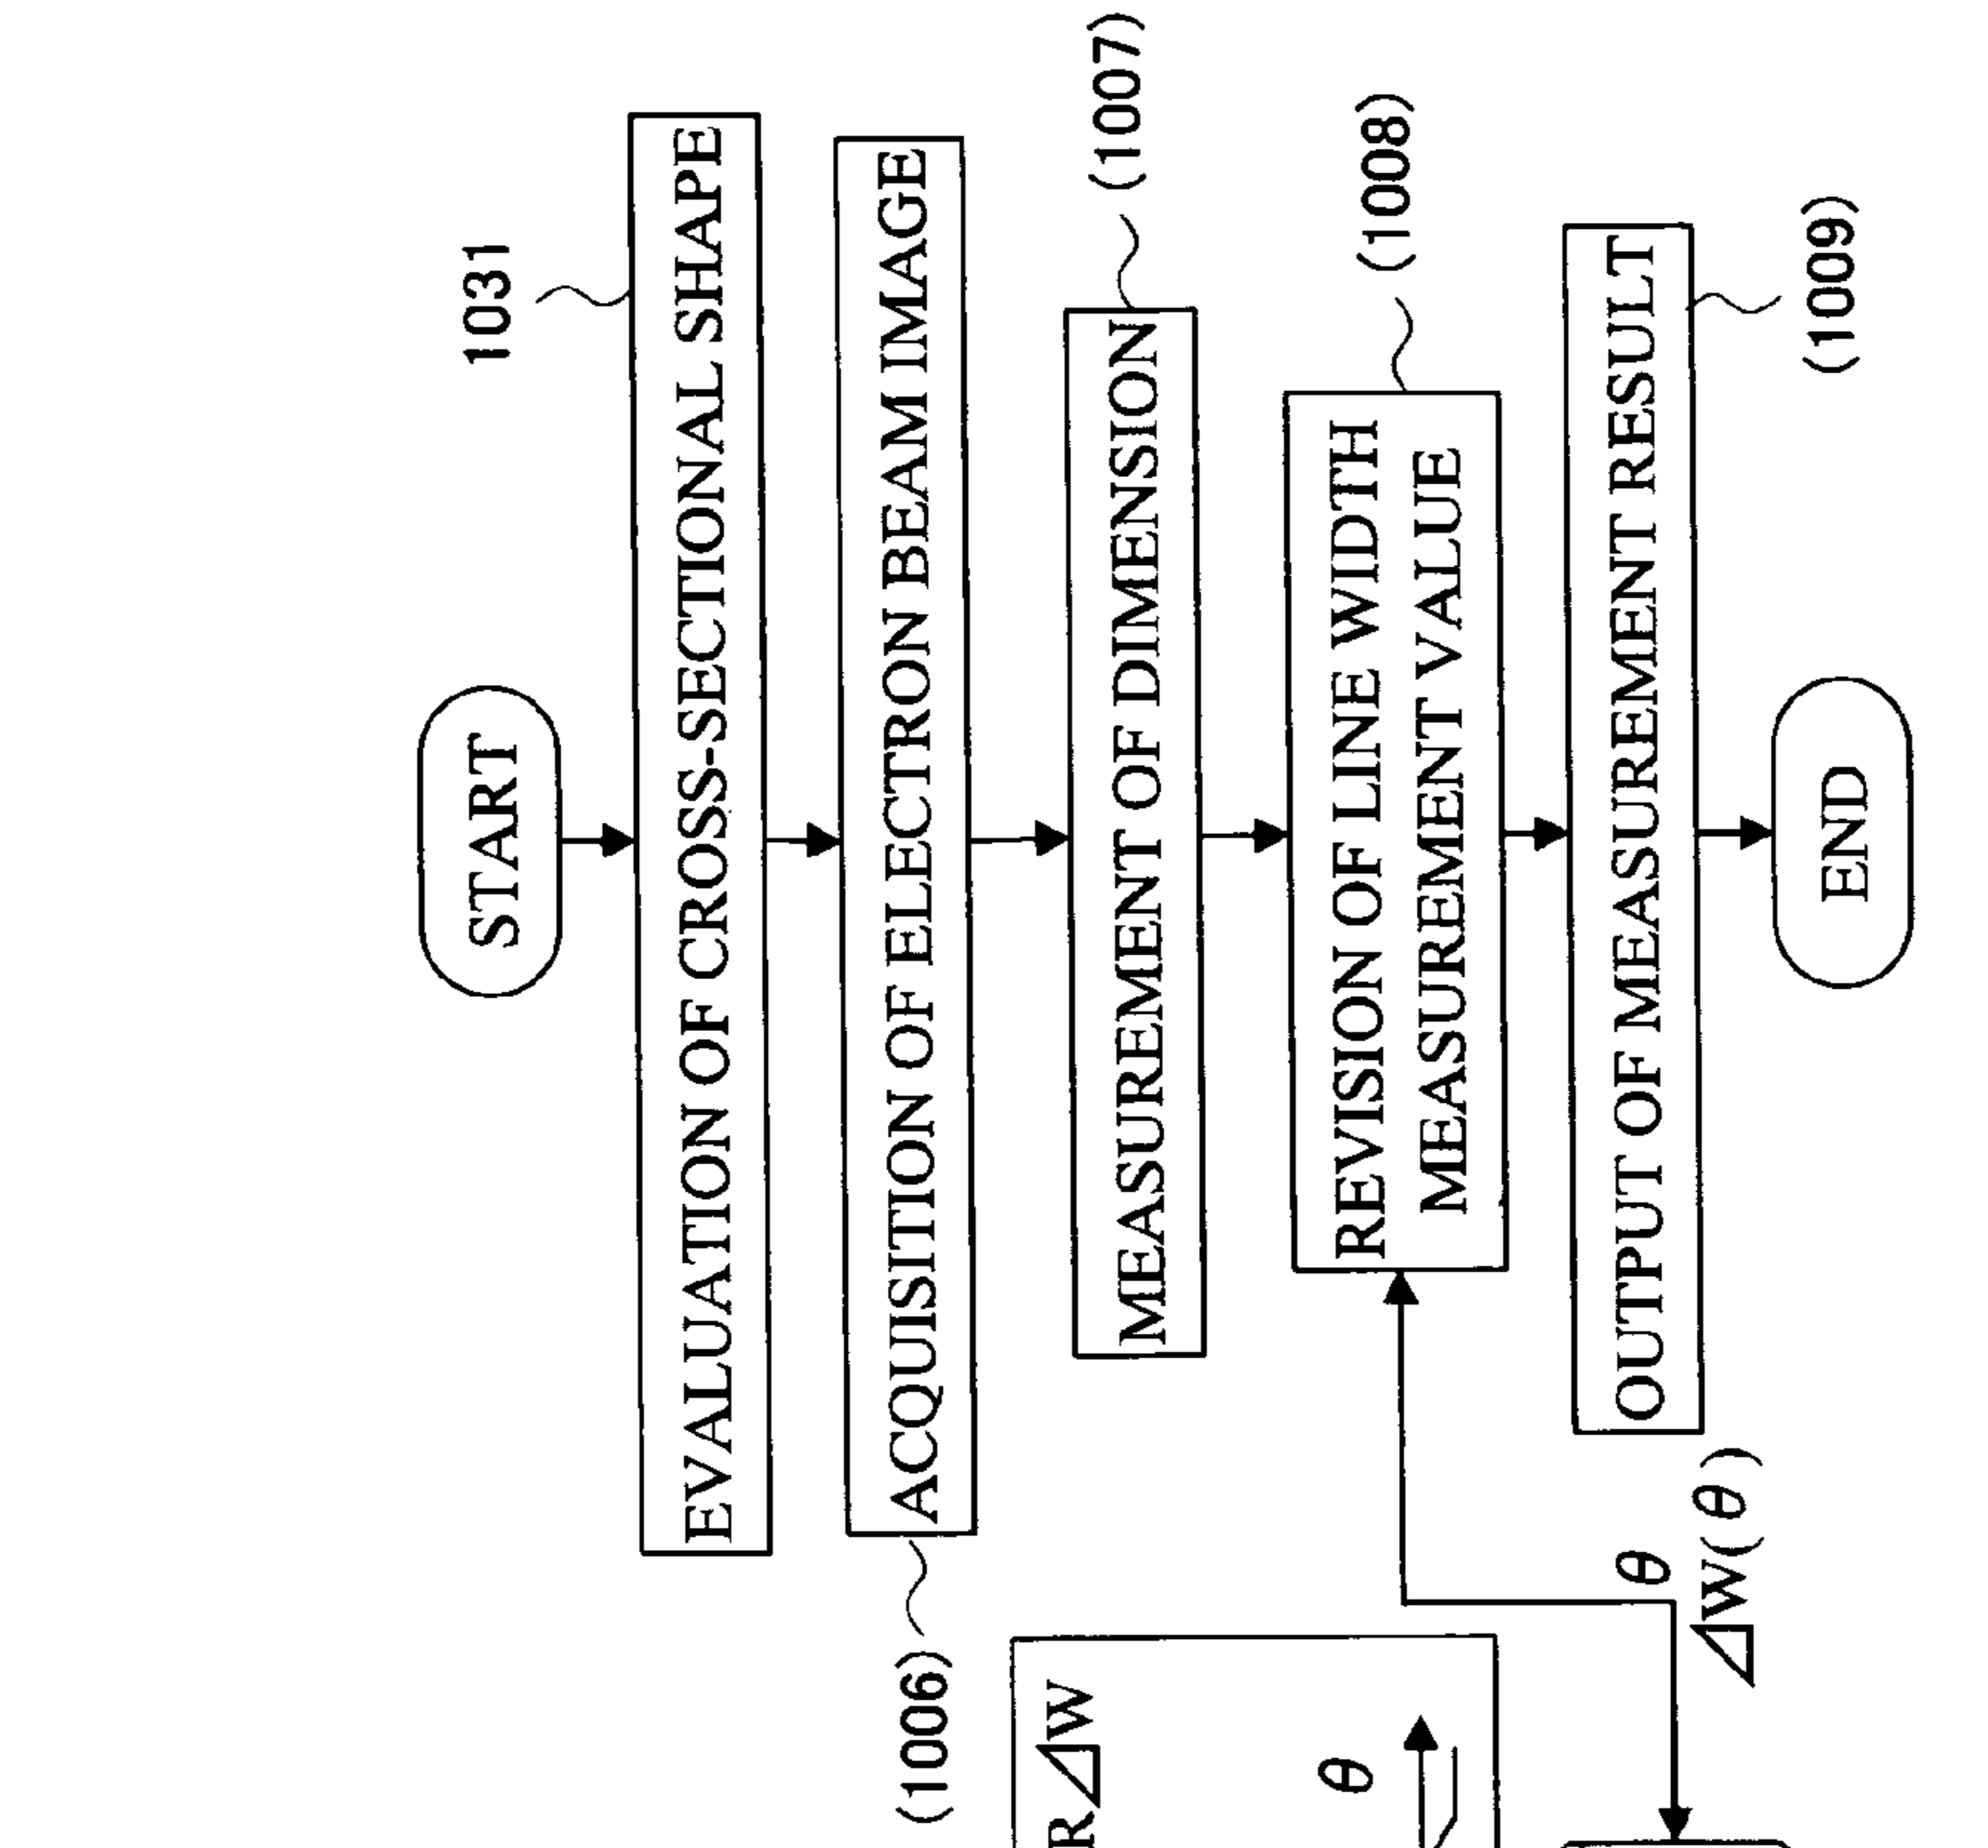 START
1031
EVALUATION OF CROSS-SECTIONAL SHAPE
ACQUISITION OF ELECTRON BEAM IMAGE
(1006)
MEASUREMENT OF DIMENSION
(1007)
REVISION OF LINE WIDTH
MEASUREMENT VALUE
(1008)
OUTPUT OF MEASUREMENT RESULT
(1009)
END
θ
⊿W(θ)
R⊿W
θ